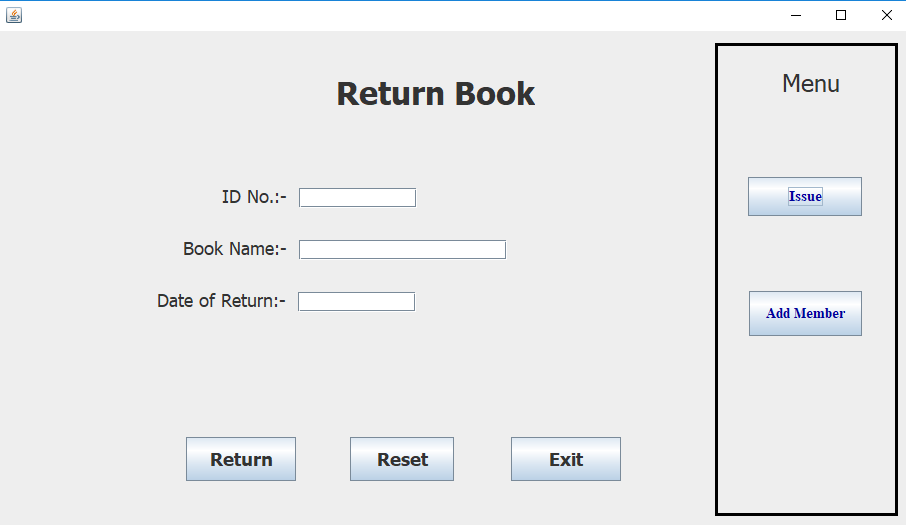 Return Book
ID No.:-
Book Name:-
Date of Return:-
Return
Reset
Exit
Menu
Issue
Add Member